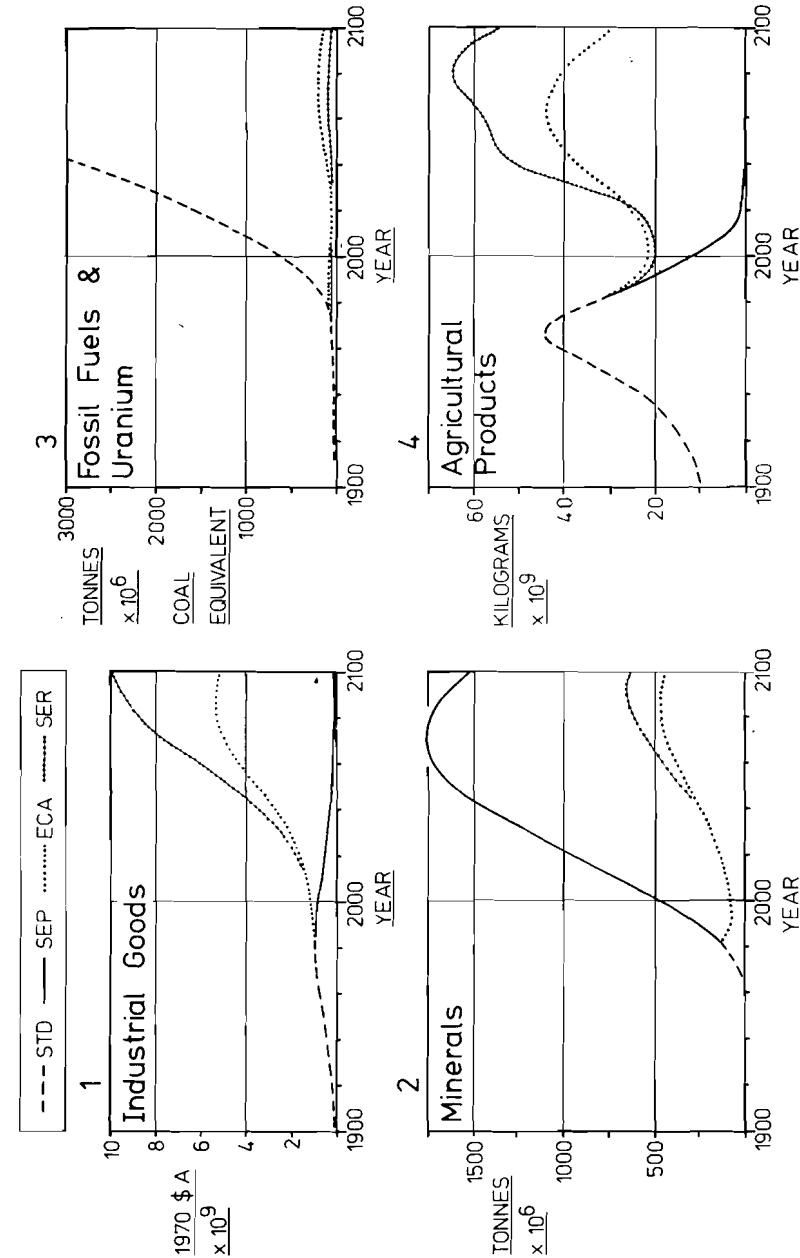 STD SEP ECA SER
1
Industrial Goods
1970 $ A
x 10⁹
10
8
6
4
2
1900
2000
2100
YEAR
2
Minerals
TONNES
x 10⁶
1500
1000
500
1900
2000
2100
YEAR
3
Fossil Fuels &
Uranium
TONNES
x 10⁶
COAL
EQUIVALENT
3000
2000
1000
1900
2000
2100
YEAR
4
Agricultural
Products
KILOGRAMS
x 10⁹
60
40
20
1900
2000
2100
YEAR